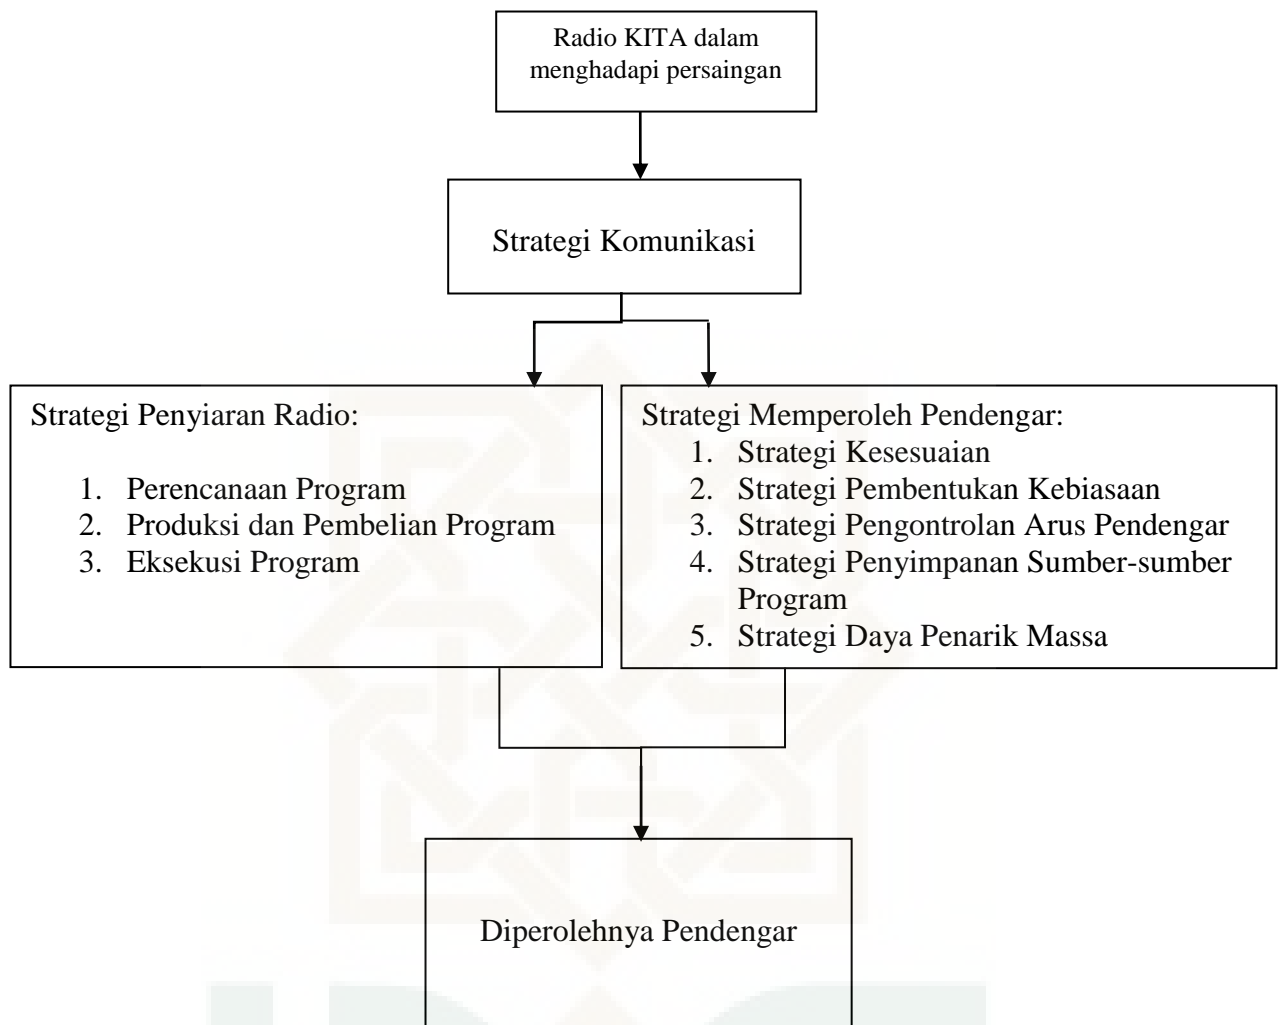 Radio KITA dalam
menghadapi persaingan
Strategi Komunikasi
Strategi Penyiaran Radio:
1. Perencanaan Program
2. Produksi dan Pembelian Program
3. Eksekusi Program
Strategi Memperoleh Pendengar:
1. Strategi Kesesuaian
2. Strategi Pembentukan Kebiasaan
3. Strategi Pengontrolan Arus Pendengar
4. Strategi Penyimpanan Sumber-sumber
Program
5. Strategi Daya Penarik Massa
Diperolehnya Pendengar